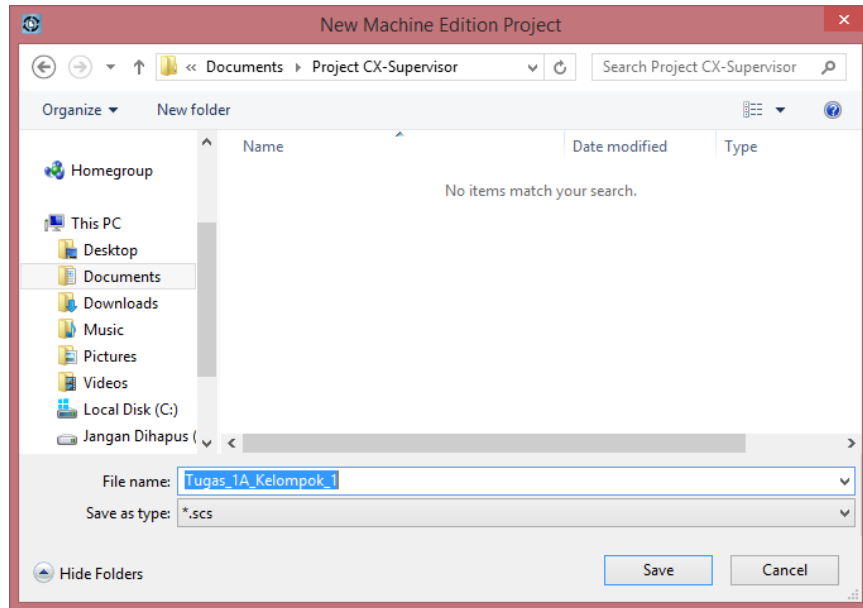 New Machine Edition Project
« Documents Project CX-Supervisor Search Project CX-Supervisor
Organize New folder
Name Date modified Type
No items match your search.
Homegroup
This PC
Desktop
Documents
Downloads
Music
Pictures
Videos
Local Disk (C:)
Jangan Dihapus (
File name: Tugas_1A_Kelompok_1
Save as type: *.scs
Hide Folders Save Cancel